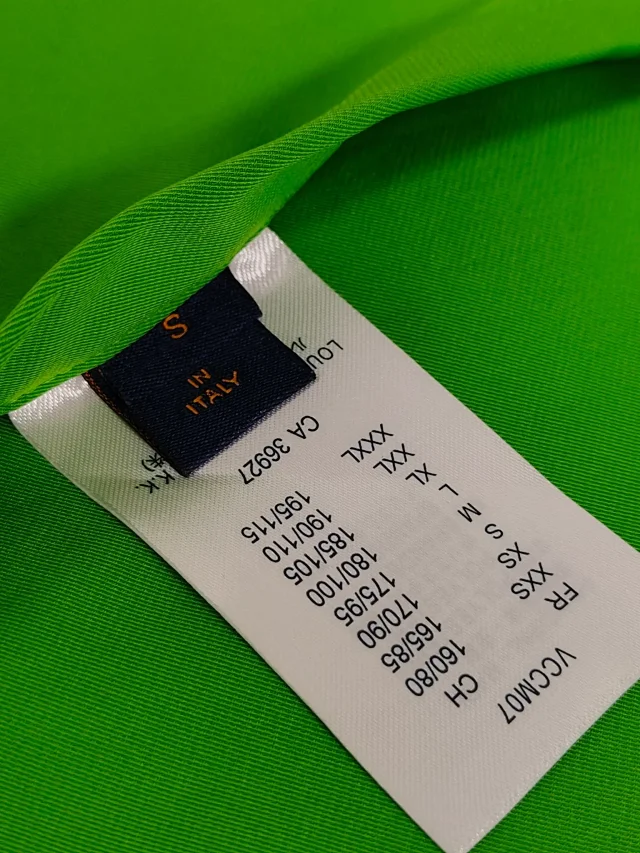 S
IN
ITALY
VCCM07
FR CH
XXS 160/80
XS 165/85
S 170/90
M 175/95
L 180/100
XL 185/105
XXL 190/110
XXXL 195/115
CA 36927
LOU
K.K.